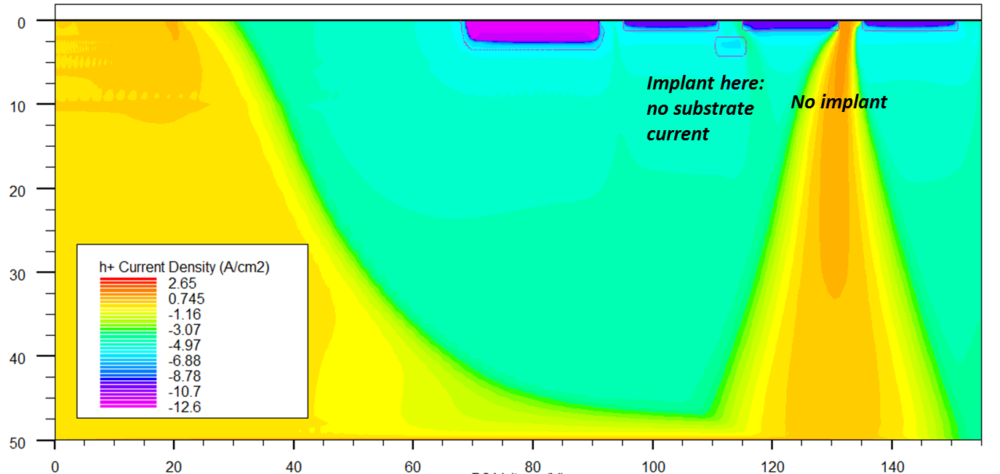 0
10
20
30
40
50
Implant here:
no substrate
current
No implant
h+ Current Density (A/cm2)
2.65
0.745
-1.16
-3.07
-4.97
-6.88
-8.78
-10.7
-12.6
0 20 40 60 80 100 120 140